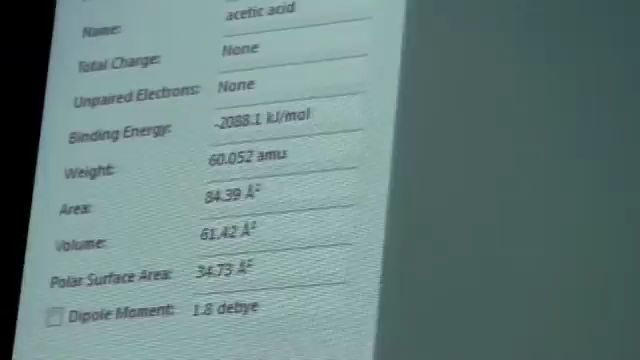 Name: acetic acid
Total Charge: None
Unpaired Electrons: None
Binding Energy: -2088.1 kJ/mol
Weight: 60.052 amu
Area: 84.39 Å²
Volume: 61.42 Å³
Polar Surface Area: 34.73 Å²
Dipole Moment: 1.8 debye